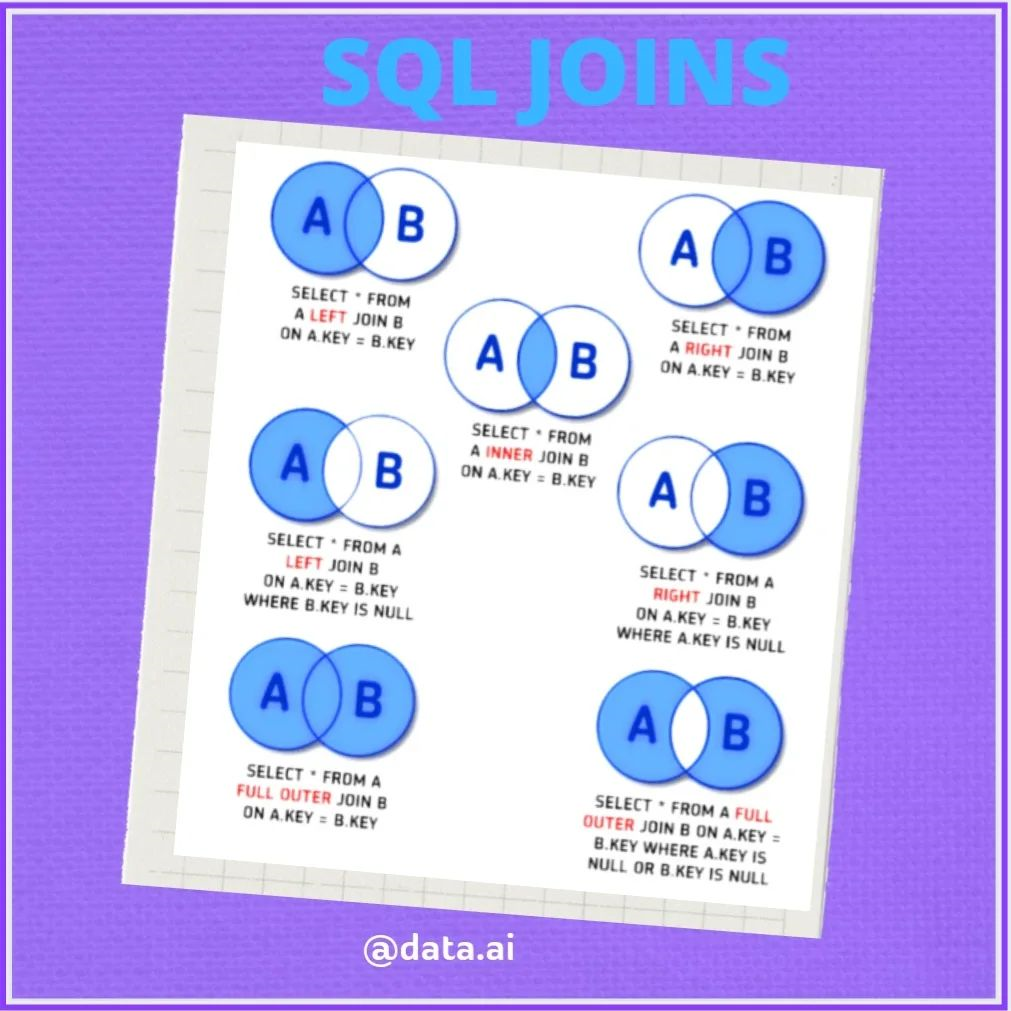 SQL JOINS
A B
SELECT * FROM
A LEFT JOIN B
ON A.KEY = B.KEY
A B
SELECT * FROM
A RIGHT JOIN B
ON A.KEY = B.KEY
A B
SELECT * FROM
A INNER JOIN B
ON A.KEY = B.KEY
A B
SELECT * FROM A
LEFT JOIN B
ON A.KEY = B.KEY
WHERE B.KEY IS NULL
A B
SELECT * FROM A
RIGHT JOIN B
ON A.KEY = B.KEY
WHERE A.KEY IS NULL
A B
SELECT * FROM A
FULL OUTER JOIN B
ON A.KEY = B.KEY
A B
SELECT * FROM A FULL
OUTER JOIN B ON A.KEY =
B.KEY WHERE A.KEY IS
NULL OR B.KEY IS NULL
@data.ai